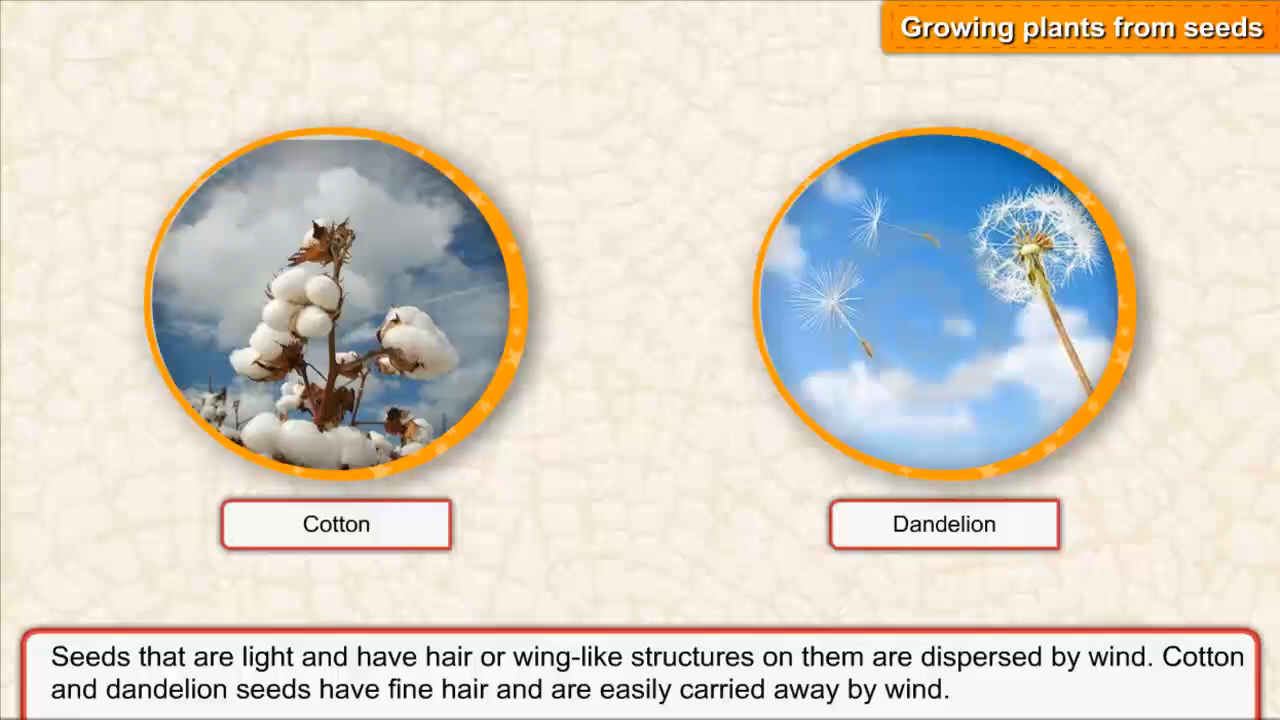 Growing plants from seeds
Cotton
Dandelion
Seeds that are light and have hair or wing-like structures on them are dispersed by wind. Cotton
and dandelion seeds have fine hair and are easily carried away by wind.